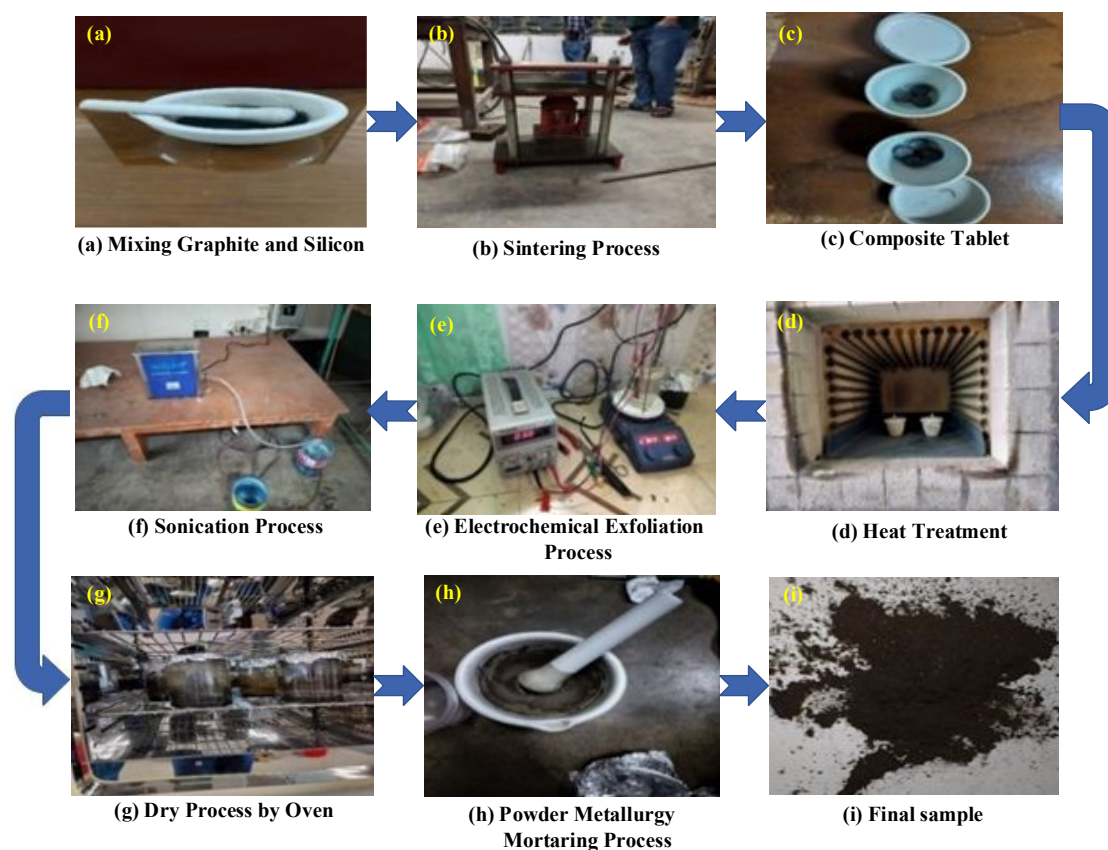 (a)
(b)
(c)
(a) Mixing Graphite and Silicon
(b) Sintering Process
(c) Composite Tablet
(f)
(e)
(d)
(f) Sonication Process
(e) Electrochemical Exfoliation
Process
(d) Heat Treatment
(g)
(h)
(i)
(g) Dry Process by Oven
(h) Powder Metallurgy
Mortaring Process
(i) Final sample